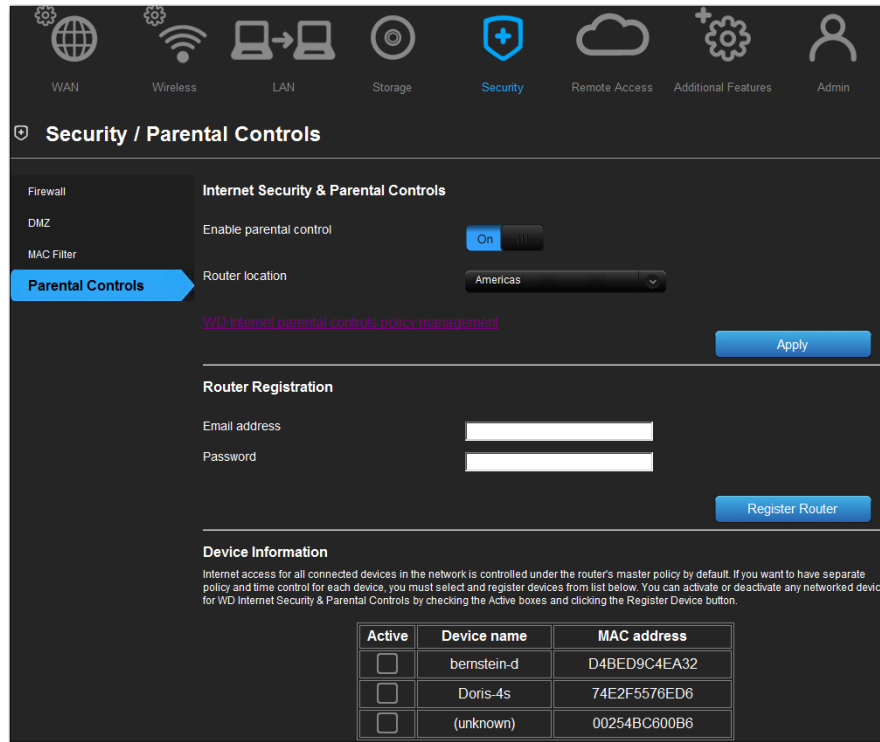 WAN Wireless LAN Storage Security Remote Access Additional Features Admin
Security / Parental Controls
Firewall
DMZ
MAC Filter
Parental Controls
Internet Security & Parental Controls
Enable parental control
On
Router location
Americas
WD Internet parental controls policy management
Apply
Router Registration
Email address
Password
Register Router
Device Information
Internet access for all connected devices in the network is controlled under the router's master policy by default. If you want to have separate
policy and time control for each device, you must select and register devices from list below. You can activate or deactivate any networked devic
for WD Internet Security & Parental Controls by checking the Active boxes and clicking the Register Device button.
Active Device name MAC address
bernstein-d D4BED9C4EA32
Doris-4s 74E2F5576ED6
(unknown) 00254BC600B6